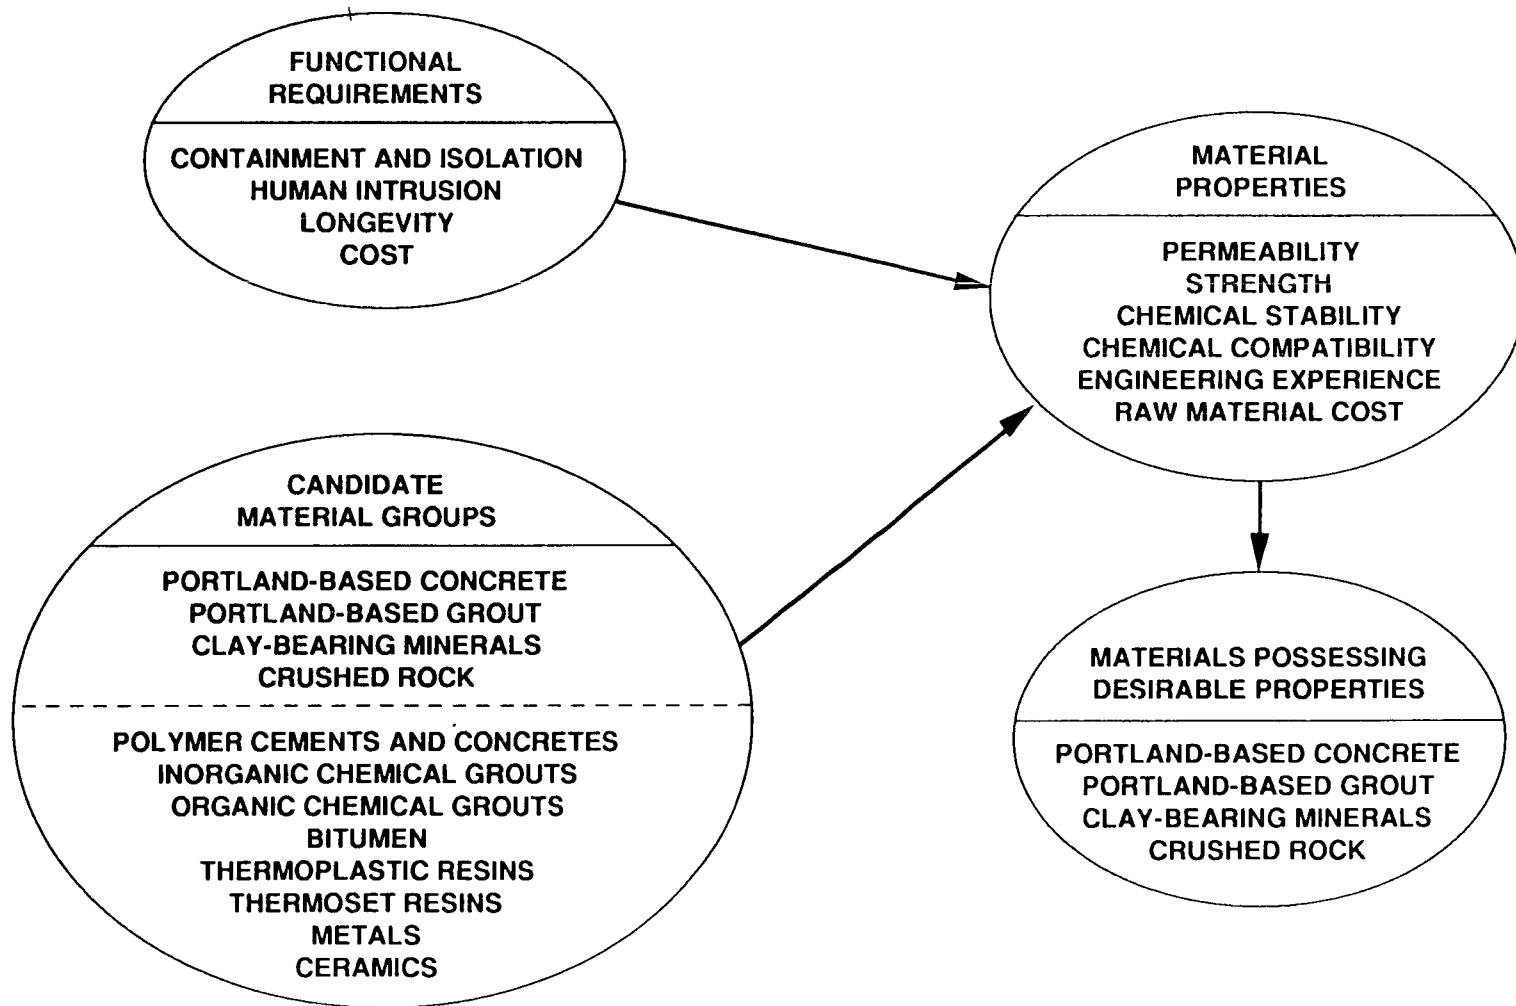 FUNCTIONAL
REQUIREMENTS
CONTAINMENT AND ISOLATION
HUMAN INTRUSION
LONGEVITY
COST
MATERIAL
PROPERTIES
PERMEABILITY
STRENGTH
CHEMICAL STABILITY
CHEMICAL COMPATIBILITY
ENGINEERING EXPERIENCE
RAW MATERIAL COST
CANDIDATE
MATERIAL GROUPS
PORTLAND-BASED CONCRETE
PORTLAND-BASED GROUT
CLAY-BEARING MINERALS
CRUSHED ROCK
POLYMER CEMENTS AND CONCRETES
INORGANIC CHEMICAL GROUTS
ORGANIC CHEMICAL GROUTS
BITUMEN
THERMOPLASTIC RESINS
THERMOSET RESINS
METALS
CERAMICS
MATERIALS POSSESSING
DESIRABLE PROPERTIES
PORTLAND-BASED CONCRETE
PORTLAND-BASED GROUT
CLAY-BEARING MINERALS
CRUSHED ROCK